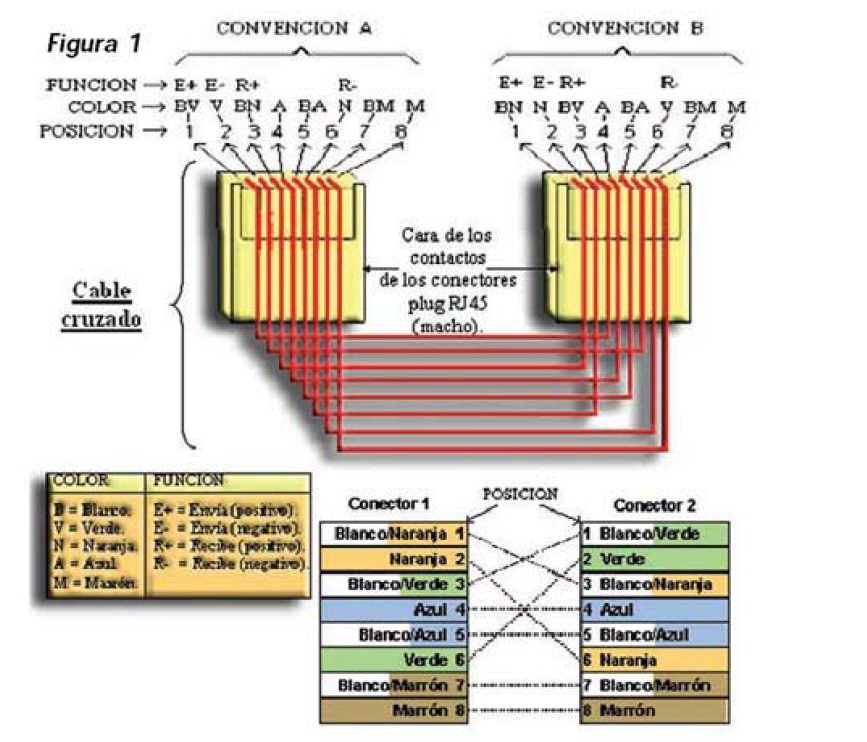 Figura 1
CONVENCION A
FUNCION → E+ E- R+ R-
COLOR → BV V BN A BA N BM M
POSICION → 1 2 3 4 5 6 7 8
CONVENCION B
E+ E- R+ R-
BN N BV A BA V BM M
1 2 3 4 5 6 7 8
Cable
cruzado
Cara de los
contactos
de los conectores
plug RJ45
(macho).
COLOR FUNCION
B = Blanco. E+ = Envía (positivo).
V = Verde. E- = Envía (negativo).
N = Naranja. R+ = Recibe (positivo).
A = Azul. R- = Recibe (negativo).
M = Marrón.
POSICION
Conector 1 Conector 2
Blanco/Naranja 1 1 Blanco/Verde
Naranja 2 2 Verde
Blanco/Verde 3 3 Blanco/Naranja
Azul 4 4 Azul
Blanco/Azul 5 5 Blanco/Azul
Verde 6 6 Naranja
Blanco/Marrón 7 7 Blanco/Marrón
Marrón 8 8 Marrón